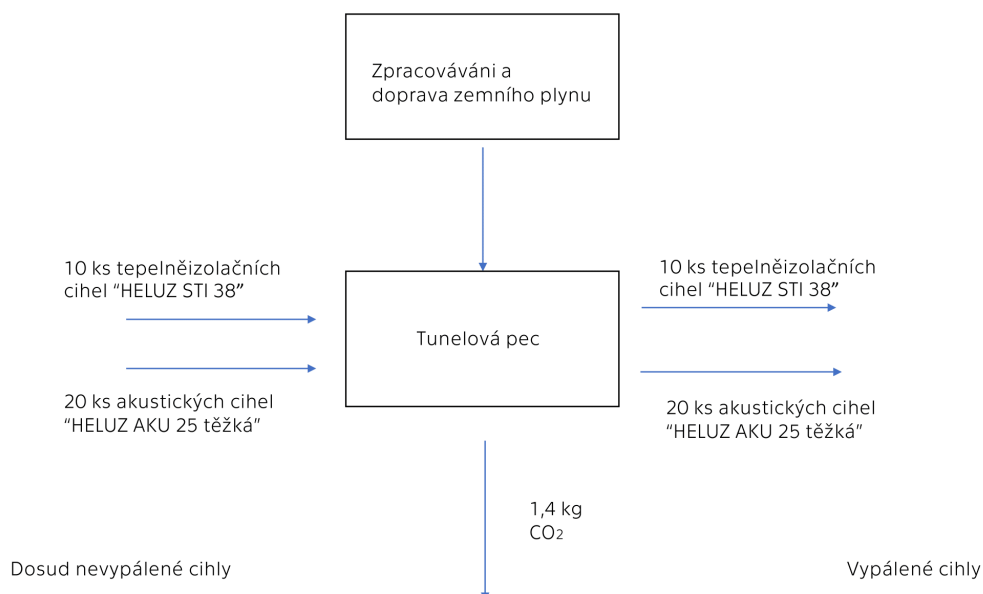 Zpracováváni a
doprava zemního plynu
10 ks tepelněizolačních
cihel “HELUZ STI 38”
10 ks tepelněizolačních
cihel “HELUZ STI 38”
Tunelová pec
20 ks akustických cihel
“HELUZ AKU 25 těžká”
20 ks akustických cihel
“HELUZ AKU 25 těžká”
1,4 kg
CO2
Dosud nevypálené cihly
Vypálené cihly